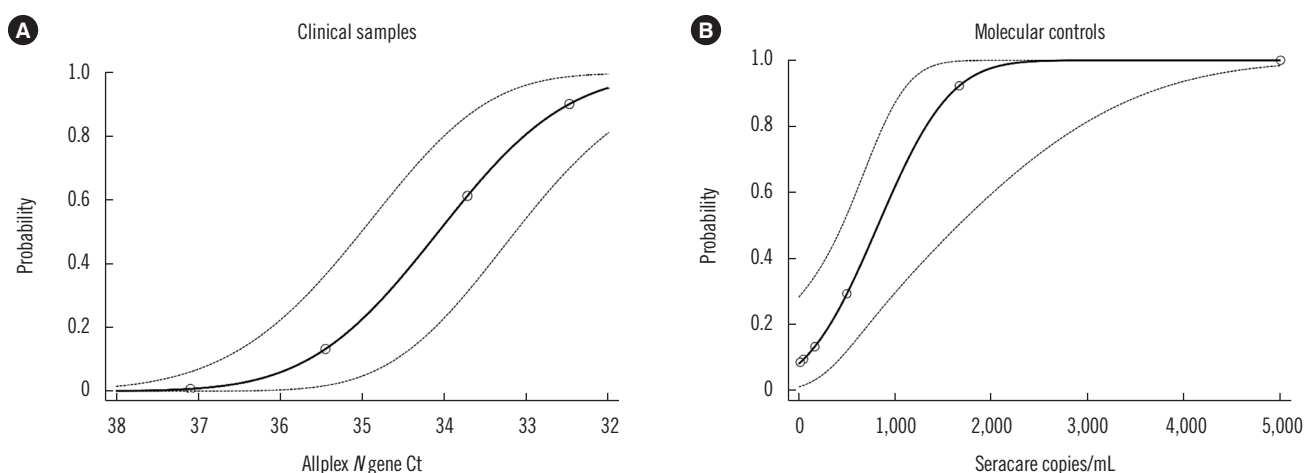 A
Clinical samples
Probability
1.0
0.8
0.6
0.4
0.2
0
38 37 36 35 34 33 32
Allplex N gene Ct
B
Molecular controls
Probability
1.0
0.8
0.6
0.4
0.2
0
0 1,000 2,000 3,000 4,000 5,000
Seracare copies/mL